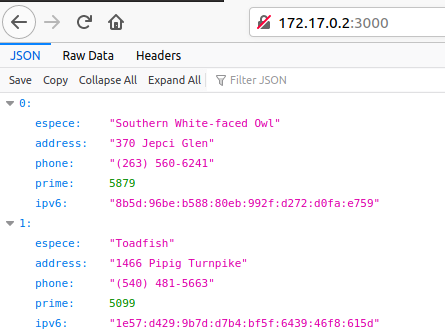 172.17.0.2:3000
JSON Raw Data Headers
Save Copy Collapse All Expand All Filter JSON
0:
espece: "Southern White-faced Owl"
address: "370 Jepci Glen"
phone: "(263) 560-6241"
prime: 5879
ipv6: "8b5d:96be:b588:80eb:992f:d272:d0fa:e759"
1:
espece: "Toadfish"
address: "1466 Pipig Turnpike"
phone: "(540) 481-5663"
prime: 5099
ipv6: "1e57:d429:9b7d:d7b4:bf5f:6439:46f8:615d"